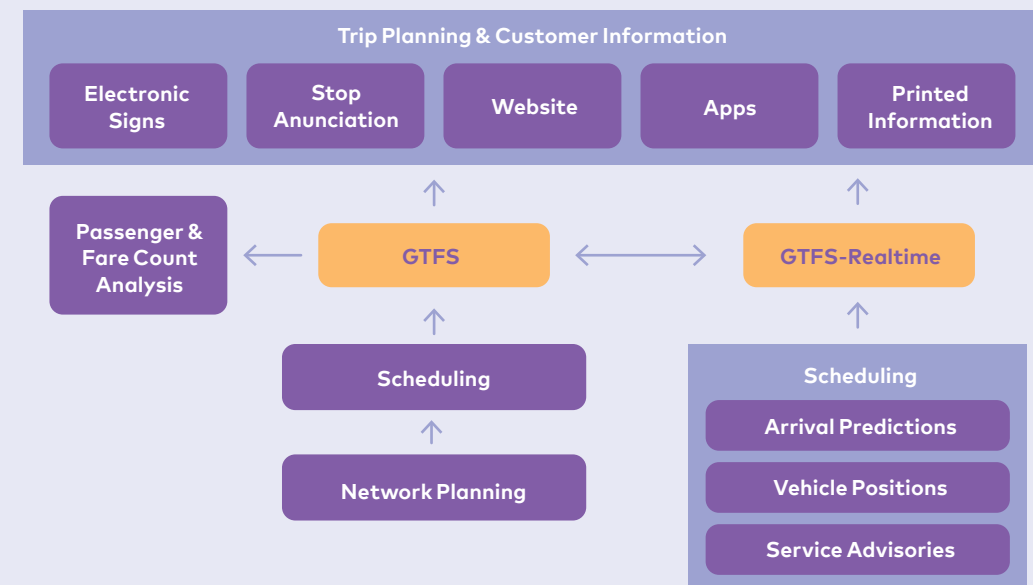 Trip Planning & Customer Information
Electronic
Signs
Stop
Anunciation
Website
Apps
Printed
Information
Passenger &
Fare Count
Analysis
GTFS
GTFS-Realtime
Scheduling
Network Planning
Scheduling
Arrival Predictions
Vehicle Positions
Service Advisories